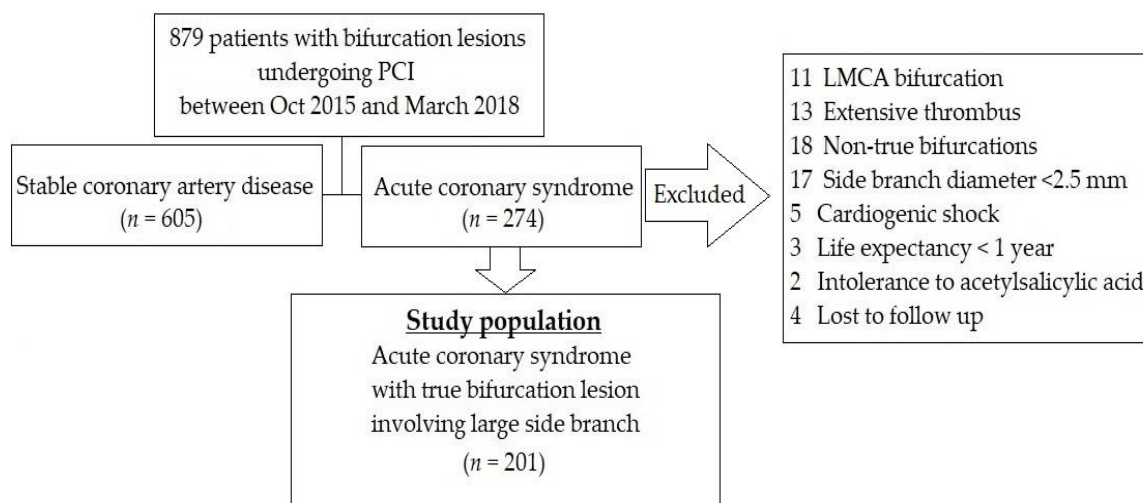 879 patients with bifurcation lesions
undergoing PCI
between Oct 2015 and March 2018
Stable coronary artery disease
(n = 605)
Acute coronary syndrome
(n = 274)
Excluded
11 LMCA bifurcation
13 Extensive thrombus
18 Non-true bifurcations
17 Side branch diameter <2.5 mm
5 Cardiogenic shock
3 Life expectancy < 1 year
2 Intolerance to acetylsalicylic acid
4 Lost to follow up
Study population
Acute coronary syndrome
with true bifurcation lesion
involving large side branch
(n = 201)